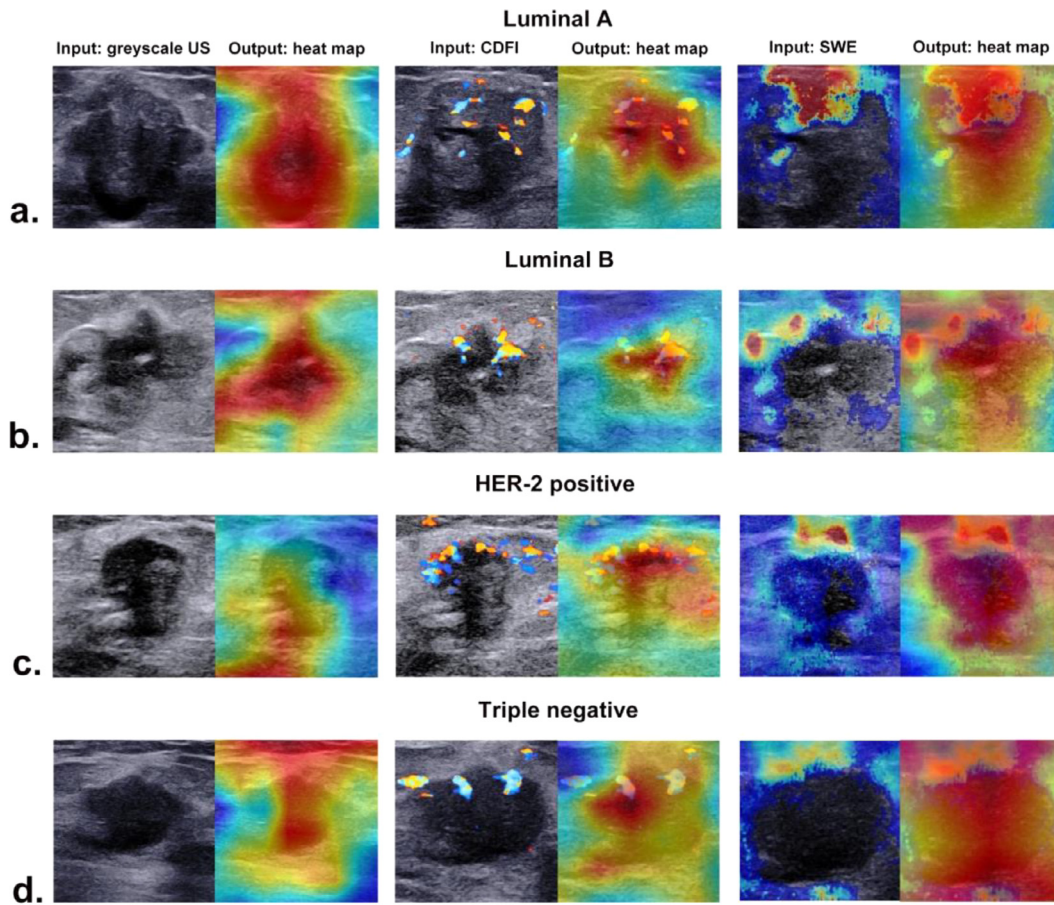 Luminal A
Input: greyscale US Output: heat map Input: CDFI Output: heat map Input: SWE Output: heat map
a.
Luminal B
b.
HER-2 positive
c.
Triple negative
d.